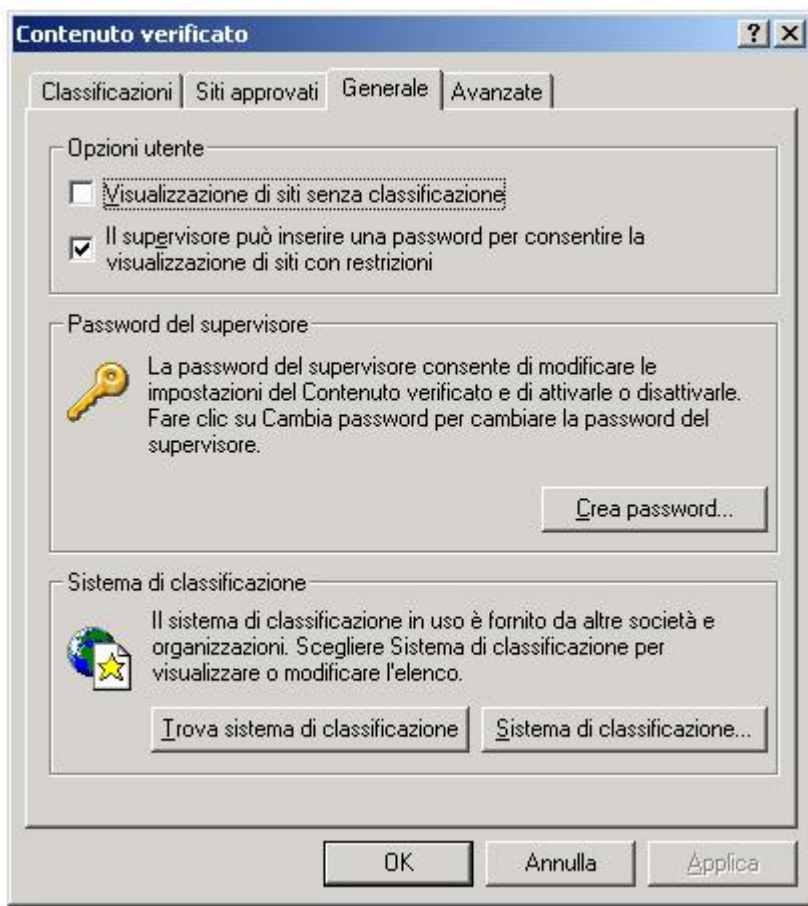 Contenuto verificato
Classificazioni Siti approvati Generale Avanzate
Opzioni utente
Visualizzazione di siti senza classificazione
Il supervisore può inserire una password per consentire la
visualizzazione di siti con restrizioni
Password del supervisore
La password del supervisore consente di modificare le
impostazioni del Contenuto verificato e di attivarle o disattivarle.
Fare clic su Cambia password per cambiare la password del
supervisore.
Crea password...
Sistema di classificazione
Il sistema di classificazione in uso è fornito da altre società e
organizzazioni. Scegliere Sistema di classificazione per
visualizzare o modificare l'elenco.
Trova sistema di classificazione Sistema di classificazione...
OK Annulla Applica